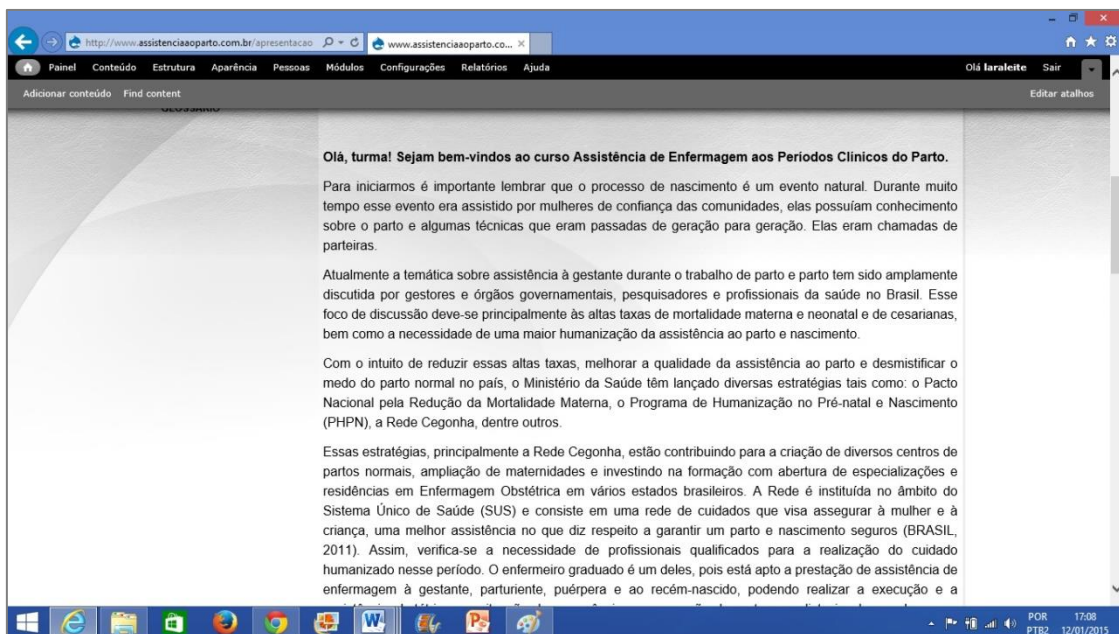 http://www.assistenciaaoparto.com.br/apresentacao
www.assistenciaaoparto.co...
Painel Conteúdo Estrutura Aparência Pessoas Módulos Configurações Relatórios Ajuda Olá laraleite Sair
Adicionar conteúdo Find content Editar atalhos
GLOSSÁRIO
Olá, turma! Sejam bem-vindos ao curso Assistência de Enfermagem aos Períodos Clínicos do Parto.
Para iniciarmos é importante lembrar que o processo de nascimento é um evento natural. Durante muito
tempo esse evento era assistido por mulheres de confiança das comunidades, elas possuíam conhecimento
sobre o parto e algumas técnicas que eram passadas de geração para geração. Elas eram chamadas de
parteiras.
Atualmente a temática sobre assistência à gestante durante o trabalho de parto e parto tem sido amplamente
discutida por gestores e órgãos governamentais, pesquisadores e profissionais da saúde no Brasil. Esse
foco de discussão deve-se principalmente às altas taxas de mortalidade materna e neonatal e de cesarianas,
bem como a necessidade de uma maior humanização da assistência ao parto e nascimento.
Com o intuito de reduzir essas altas taxas, melhorar a qualidade da assistência ao parto e desmistificar o
medo do parto normal no país, o Ministério da Saúde têm lançado diversas estratégias tais como: o Pacto
Nacional pela Redução da Mortalidade Materna, o Programa de Humanização no Pré-natal e Nascimento
(PHPN), a Rede Cegonha, dentre outros.
Essas estratégias, principalmente a Rede Cegonha, estão contribuindo para a criação de diversos centros de
partos normais, ampliação de maternidades e investindo na formação com abertura de especializações e
residências em Enfermagem Obstétrica em vários estados brasileiros. A Rede é instituída no âmbito do
Sistema Único de Saúde (SUS) e consiste em uma rede de cuidados que visa assegurar à mulher e à
criança, uma melhor assistência no que diz respeito a garantir um parto e nascimento seguros (BRASIL,
2011). Assim, verifica-se a necessidade de profissionais qualificados para a realização do cuidado
humanizado nesse período. O enfermeiro graduado é um deles, pois está apto a prestação de assistência de
enfermagem à gestante, parturiente, puérpera e ao recém-nascido, podendo realizar a execução e a
POR 17:08
PTB2 12/01/2015